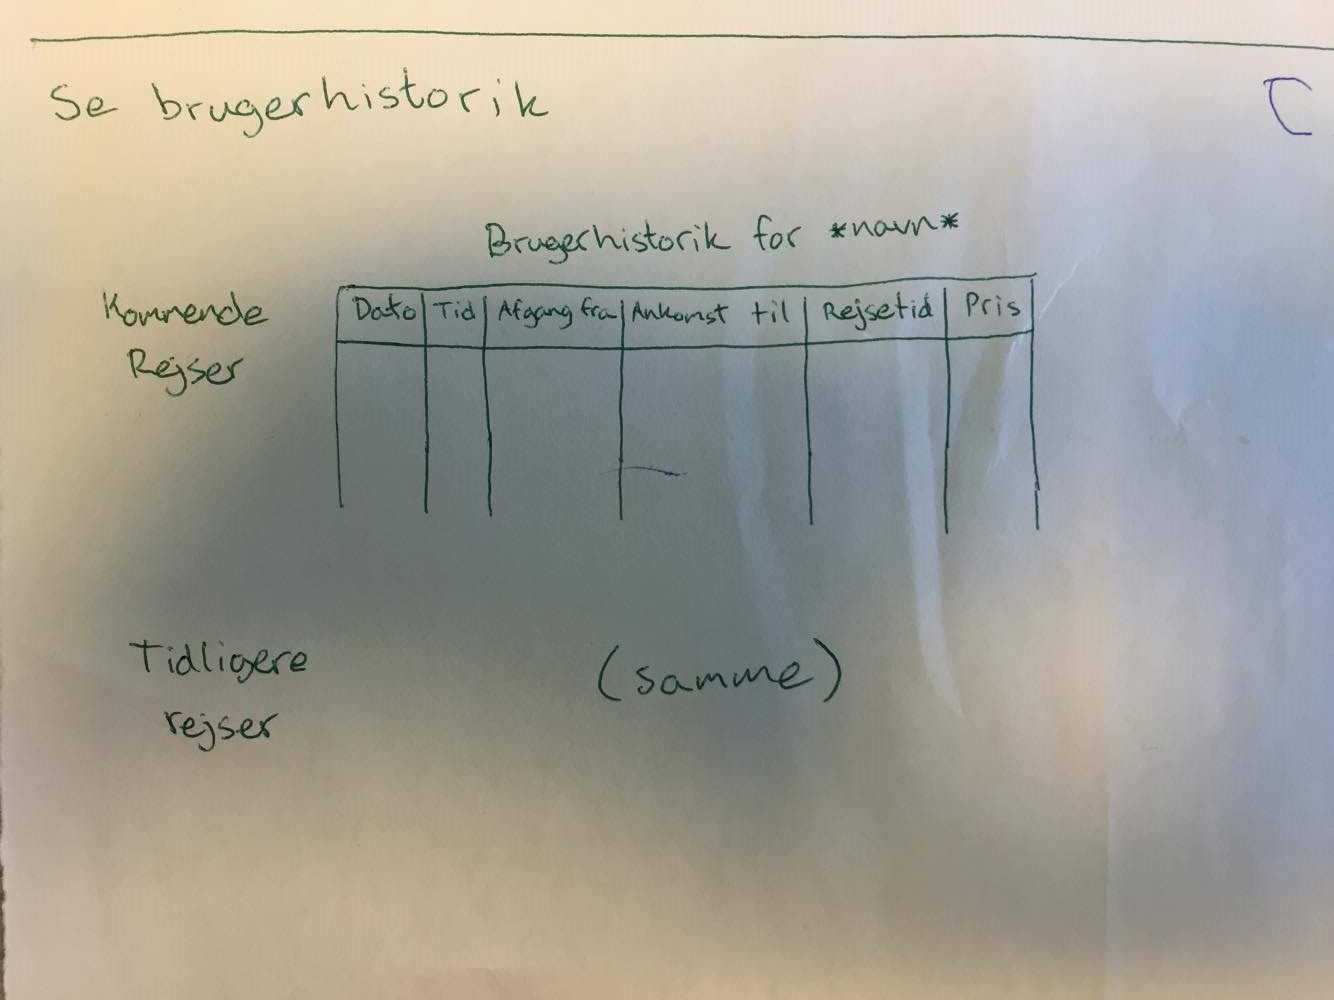 Se brugerhistorik
Brugerhistorik for *navn*
Kommende
Rejser
Dato Tid Afgang fra Ankomst til Rejsetid Pris
Tidligere
rejser
(samme)